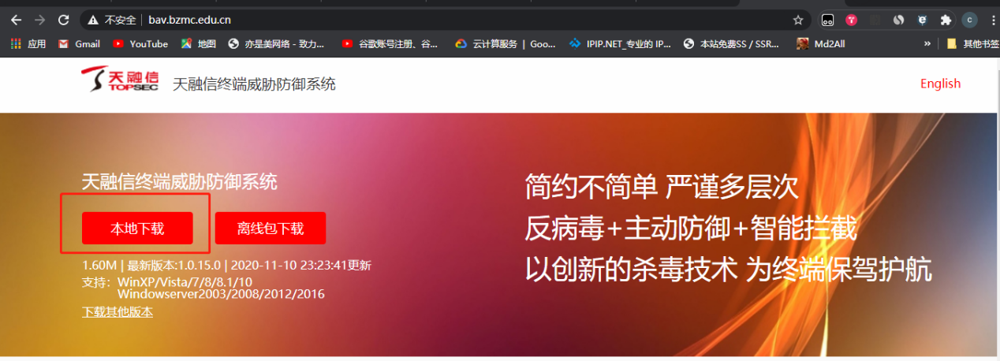 不安全 bav.bzmc.edu.cn
应用 Gmail YouTube 地图 亦是美网络 - 致力... 谷歌账号注册、谷... 云计算服务 | Goo... IPIP.NET_专业的 IP... 本站免费SS / SSR... Md2All » 其他书签
天融信 TOPSEC 天融信终端威胁防御系统 English
天融信终端威胁防御系统
本地下载 离线包下载
1.60M | 最新版本:1.0.15.0 | 2020-11-10 23:23:41更新
支持: WinXP/Vista/7/8/8.1/10
Windowserver2003/2008/2012/2016
下载其他版本
简约不简单 严谨多层次
反病毒+主动防御+智能拦截
以创新的杀毒技术 为终端保驾护航